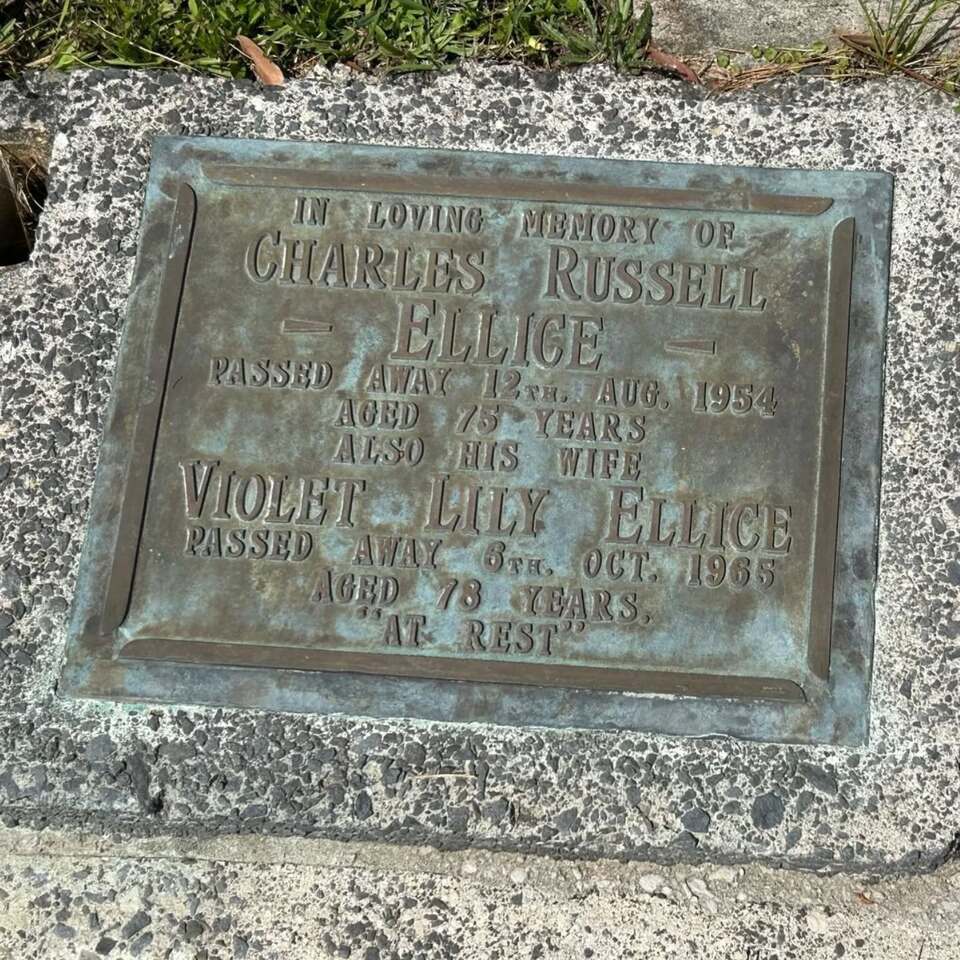 IN LOVING MEMORY OF
CHARLES RUSSELL
- ELLICE -
PASSED AWAY 12TH. AUG. 1954
AGED 75 YEARS
ALSO HIS WIFE
VIOLET LILY ELLICE
PASSED AWAY 6TH. OCT. 1965
AGED 78 YEARS.
"AT REST"